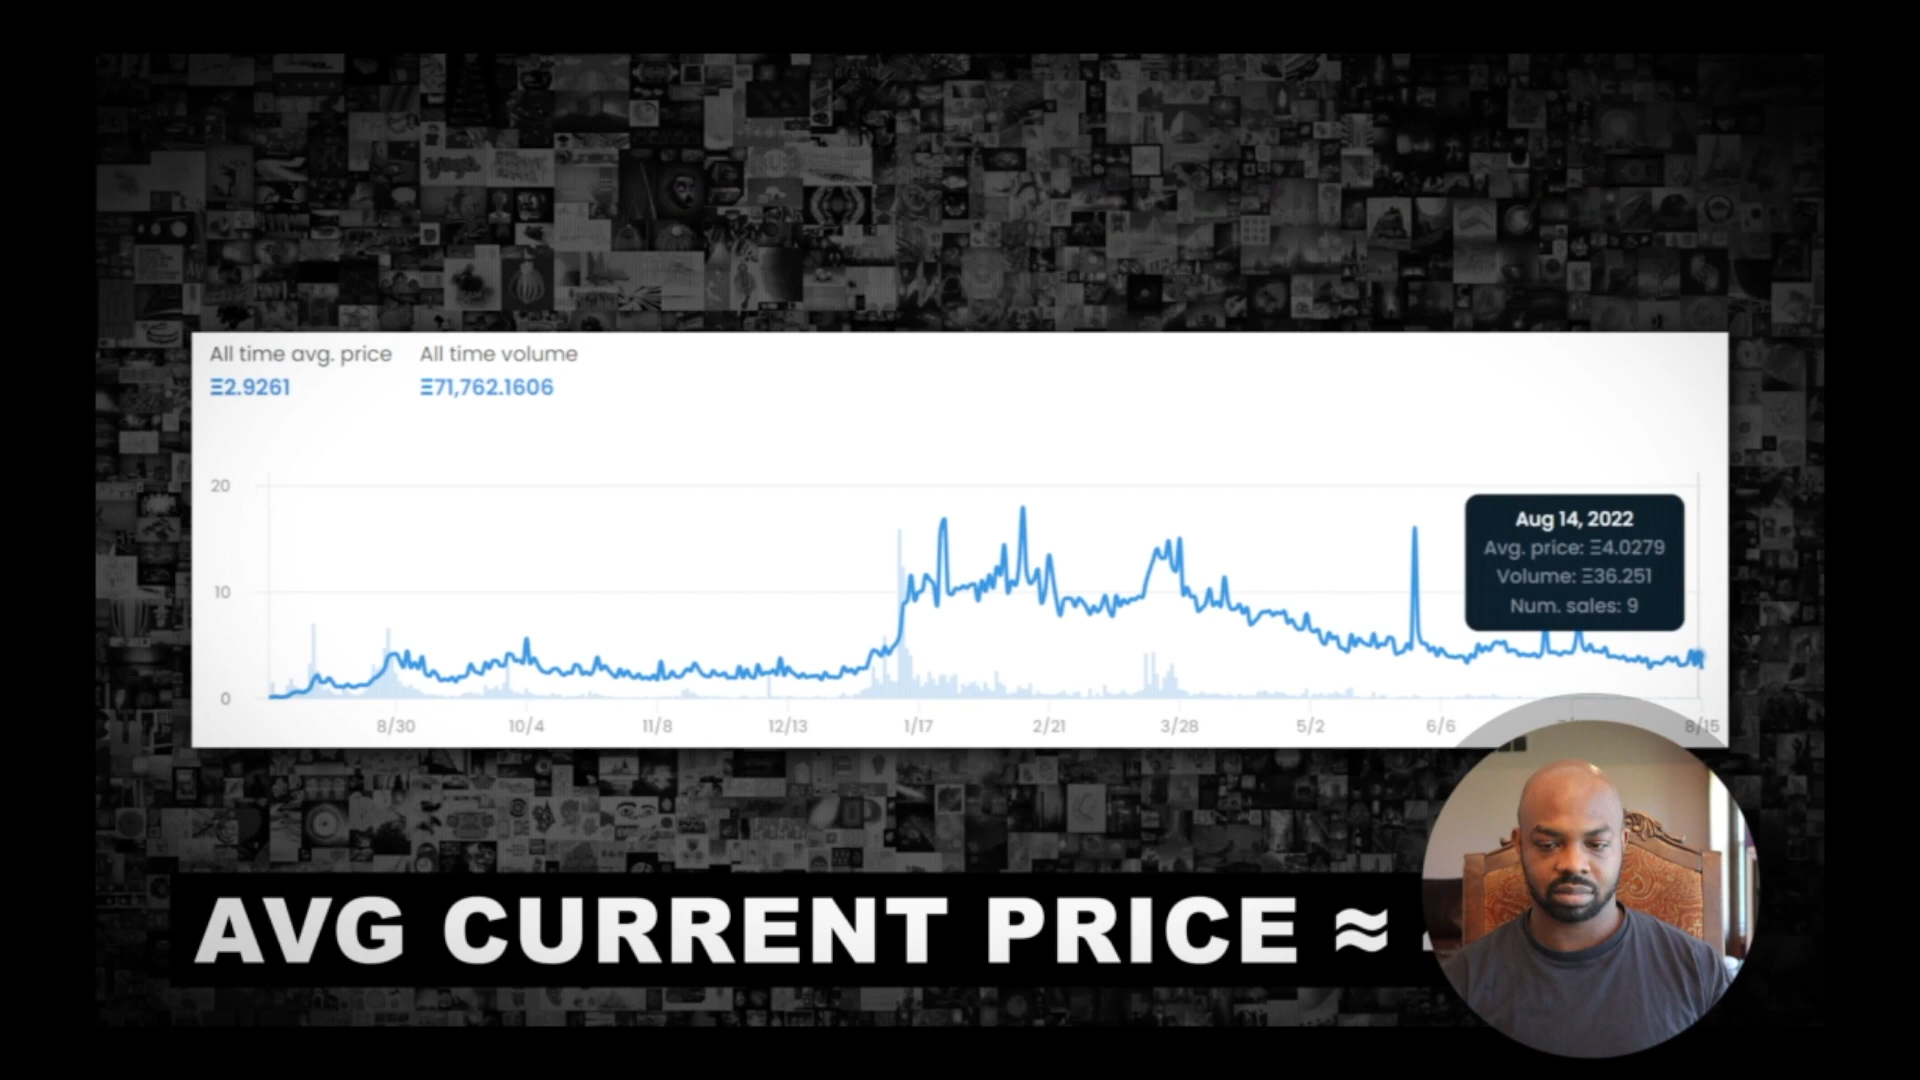 All time avg. price All time volume
Ξ2.9261 Ξ71,762.1606
20
10
0
Aug 14, 2022
Avg. price: Ξ4.0279
Volume: Ξ36.251
Num. sales: 9
8/30 10/4 11/8 12/13 1/17 2/21 3/28 5/2 6/6 8/15
AVG CURRENT PRICE ≈